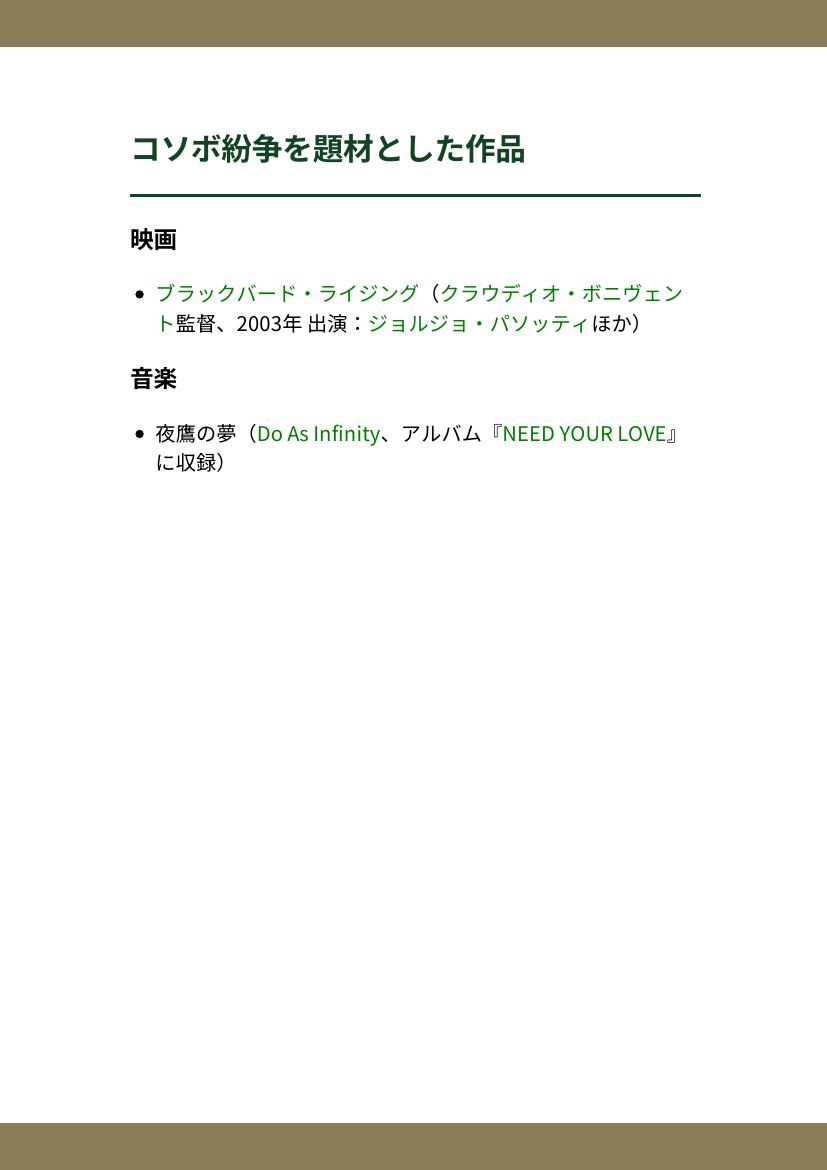 コソボ紛争を題材とした作品
映画
• ブラックバード・ライジング（クラウディオ・ボニヴェン
ト監督、2003年 出演：ジョルジョ・パソッティほか）
音楽
• 夜鷹の夢（Do As Infinity、アルバム『NEED YOUR LOVE』
に収録）